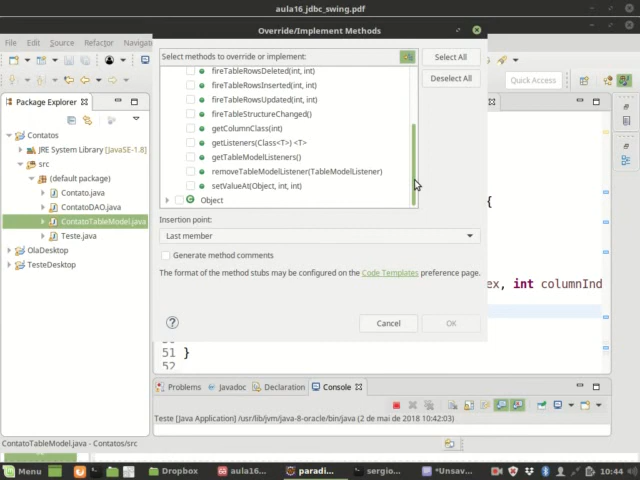 aula16_jdbc_swing.pdf
Override/Implement Methods
File Edit Source Refactor Navigat
Select methods to override or implement:
Select All
Deselect All
Quick Access
fireTableRowsDeleted(int, int)
fireTableRowsInserted(int, int)
fireTableRowsUpdated(int, int)
fireTableStructureChanged()
getColumnClass(int)
getListeners(Class<T>) <T>
getTableModelListeners()
removeTableModelListener(TableModelListener)
setValueAt(Object, int, int)
Object
Package Explorer
Contatos
JRE System Library [JavaSE-1.8]
src
(default package)
Contato.java
ContatoDAO.java
ContatoTableModel.java
Teste.java
OlaDesktop
TesteDesktop
{
ex, int columnInd
Insertion point:
Last member
Generate method comments
The format of the method stubs may be configured on the Code Templates preference page.
?
Cancel
OK
51 }
52
Problems Javadoc Declaration Console
Teste [Java Application] /usr/lib/jvm/java-8-oracle/bin/java (2 de mai de 2018 10:42:03)
ContatoTableModel.java - Contatos/src
Menu Dropbox aula16... paradi... sergio... *Unsav... 10:44